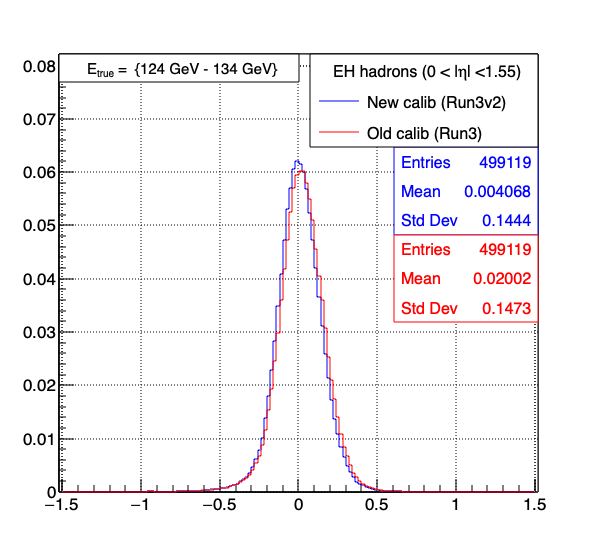 E_true = {124 GeV - 134 GeV}
EH hadrons (0 < |η| <1.55)
New calib (Run3v2)
Old calib (Run3)
Entries 499119
Mean 0.004068
Std Dev 0.1444
Entries 499119
Mean 0.02002
Std Dev 0.1473
0.08
0.07
0.06
0.05
0.04
0.03
0.02
0.01
0
−1.5 −1 −0.5 0 0.5 1 1.5